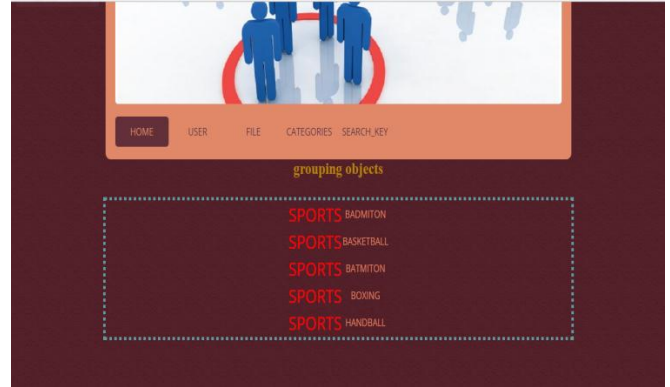 HOME USER FILE CATEGORIES SEARCH_KEY
grouping objects
SPORTS BADMITON
SPORTS BASKETBALL
SPORTS BATMITON
SPORTS BOXING
SPORTS HANDBALL